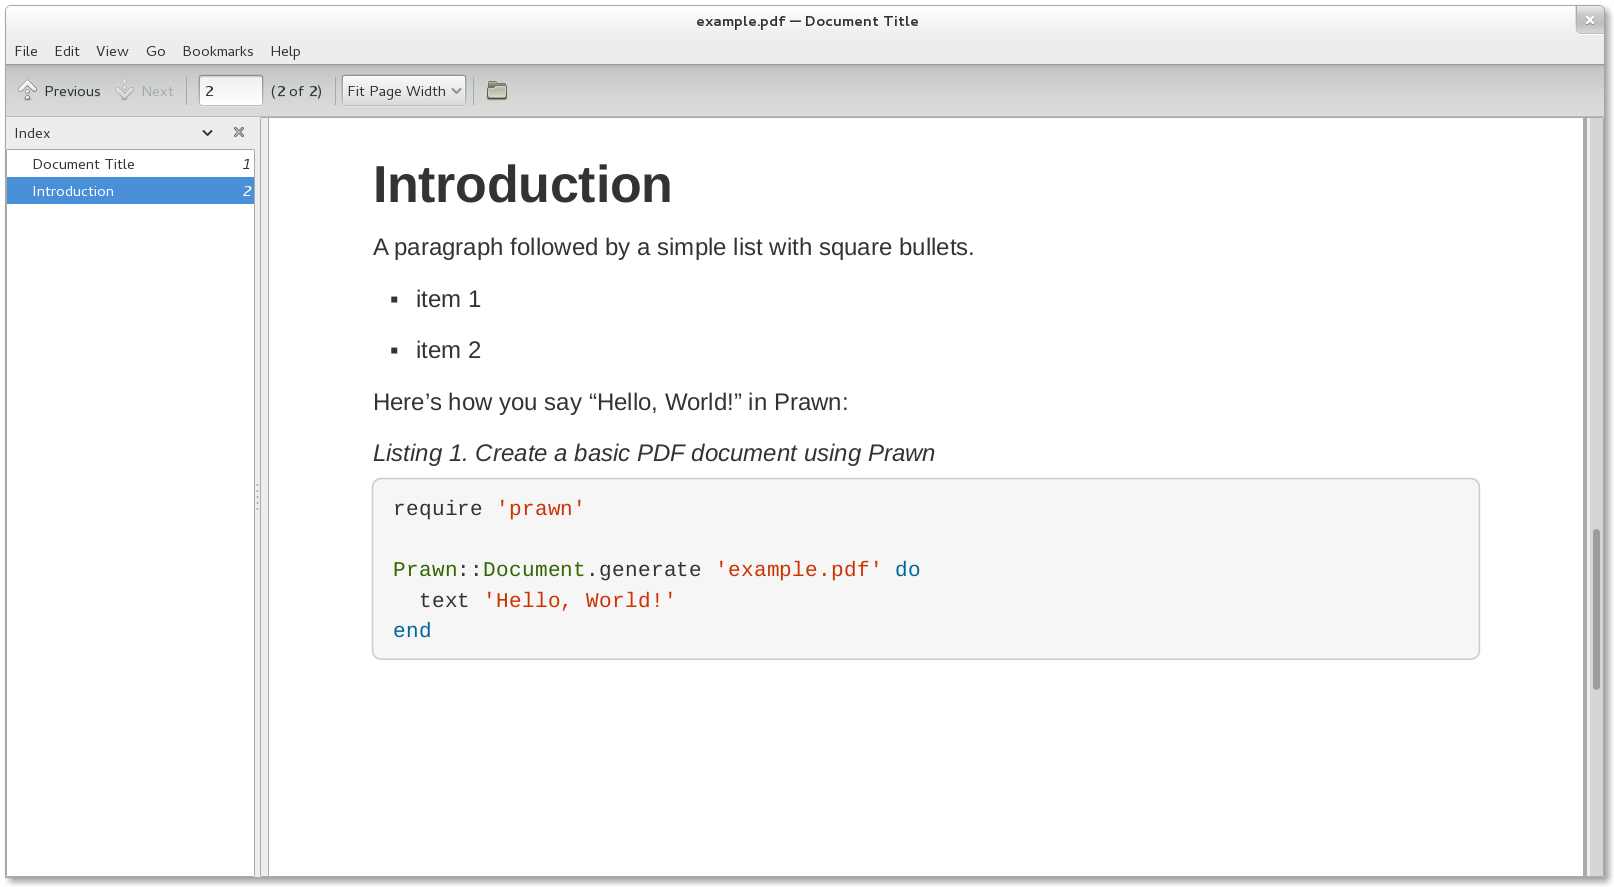 example.pdf — Document Title
File Edit View Go Bookmarks Help
Previous Next 2 (2 of 2) Fit Page Width
Index
Document Title 1
Introduction 2
Introduction
A paragraph followed by a simple list with square bullets.
▪ item 1
▪ item 2
Here’s how you say “Hello, World!” in Prawn:
Listing 1. Create a basic PDF document using Prawn
require 'prawn'

Prawn::Document.generate 'example.pdf' do
  text 'Hello, World!'
end